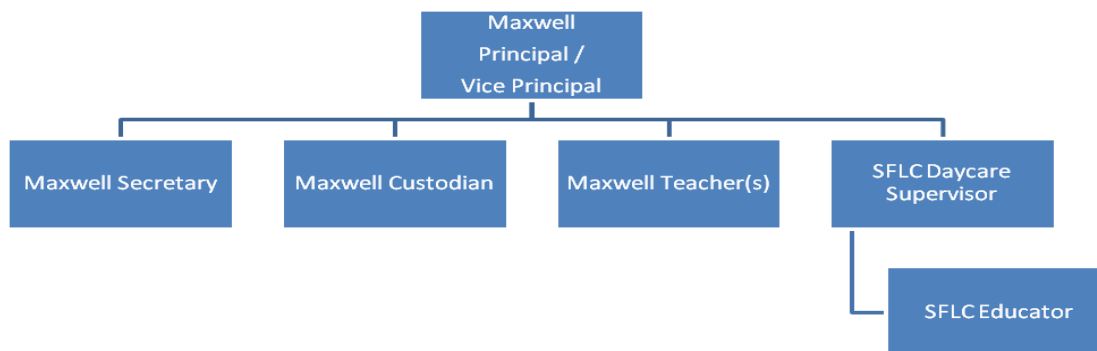 Maxwell
Principal /
Vice Principal
Maxwell Secretary
Maxwell Custodian
Maxwell Teacher(s)
SFLC Daycare
Supervisor
SFLC Educator